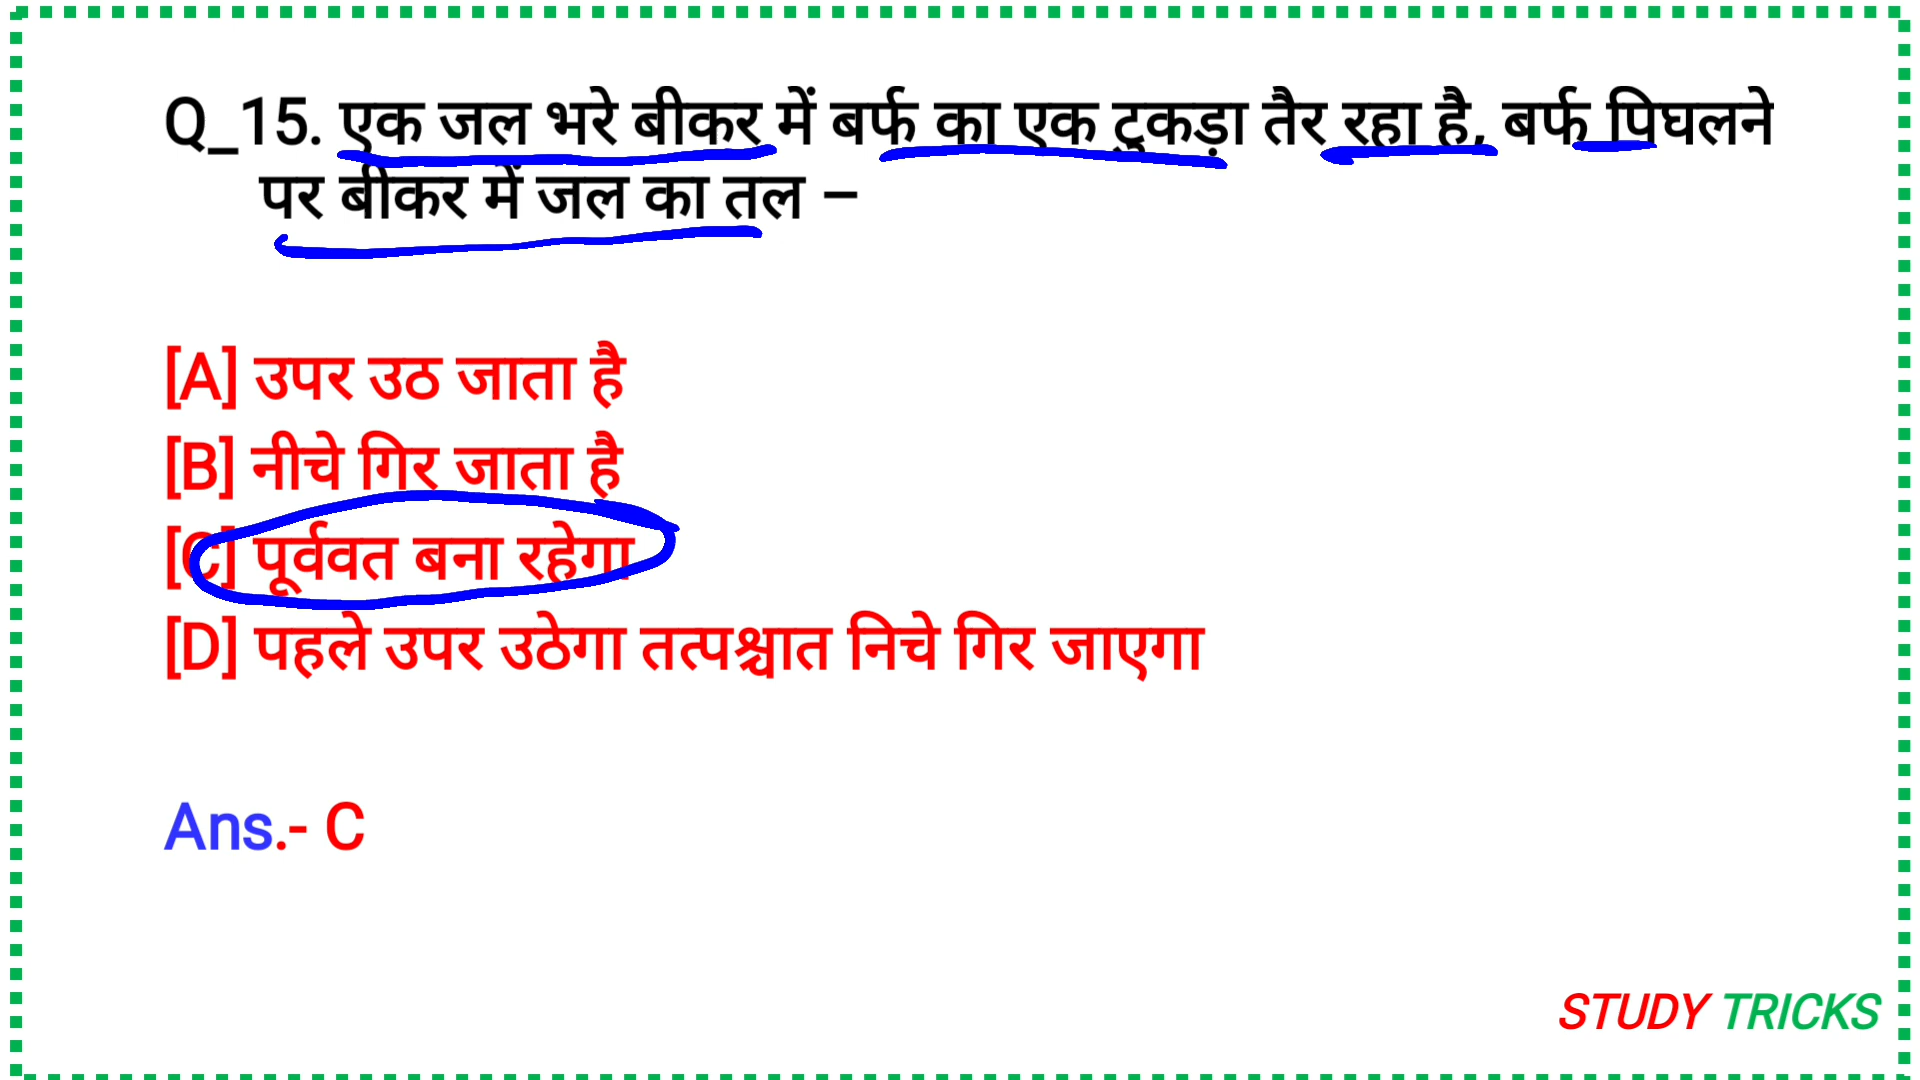 Q_15. एक जल भरे बीकर में बर्फ का एक टुकड़ा तैर रहा है, बर्फ पिघलने
पर बीकर में जल का तल –
[A] उपर उठ जाता है
[B] नीचे गिर जाता है
[C] पूर्ववत बना रहेगा
[D] पहले उपर उठेगा तत्पश्चात निचे गिर जाएगा
Ans.- C
STUDY TRICKS